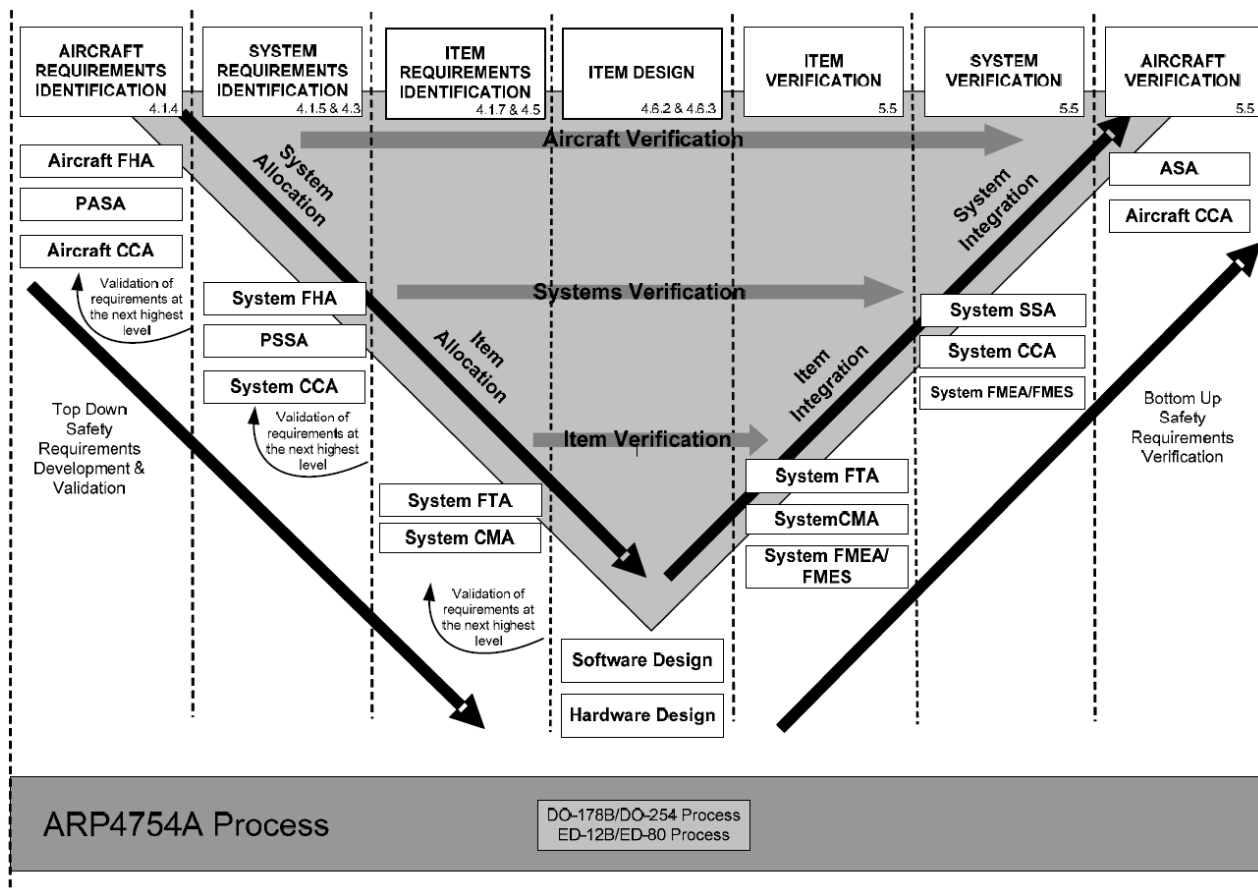 AIRCRAFT
REQUIREMENTS
IDENTIFICATION
4.1.4
SYSTEM
REQUIREMENTS
IDENTIFICATION
4.1.5 & 4.3
ITEM
REQUIREMENTS
IDENTIFICATION
4.1.7 & 4.5
ITEM DESIGN
4.6.2 & 4.6.3
ITEM
VERIFICATION
5.5
SYSTEM
VERIFICATION
5.5
AIRCRAFT
VERIFICATION
5.5
Aircraft Verification
Aircraft FHA
PASA
Aircraft CCA
Validation of
requirements at
the next highest
level
System
Allocation
System
Integration
ASA
Aircraft CCA
Systems Verification
System FHA
PSSA
System CCA
Validation of
requirements at
the next highest
level
Item
Allocation
Item
Integration
System SSA
System CCA
System FMEA/FMES
Top Down
Safety
Requirements
Development &
Validation
Bottom Up
Safety
Requirements
Verification
Item Verification
System FTA
System CMA
Validation of
requirements at
the next highest
level
System FTA
SystemCMA
System FMEA/
FMES
Software Design
Hardware Design
ARP4754A Process
DO-178B/DO-254 Process
ED-12B/ED-80 Process